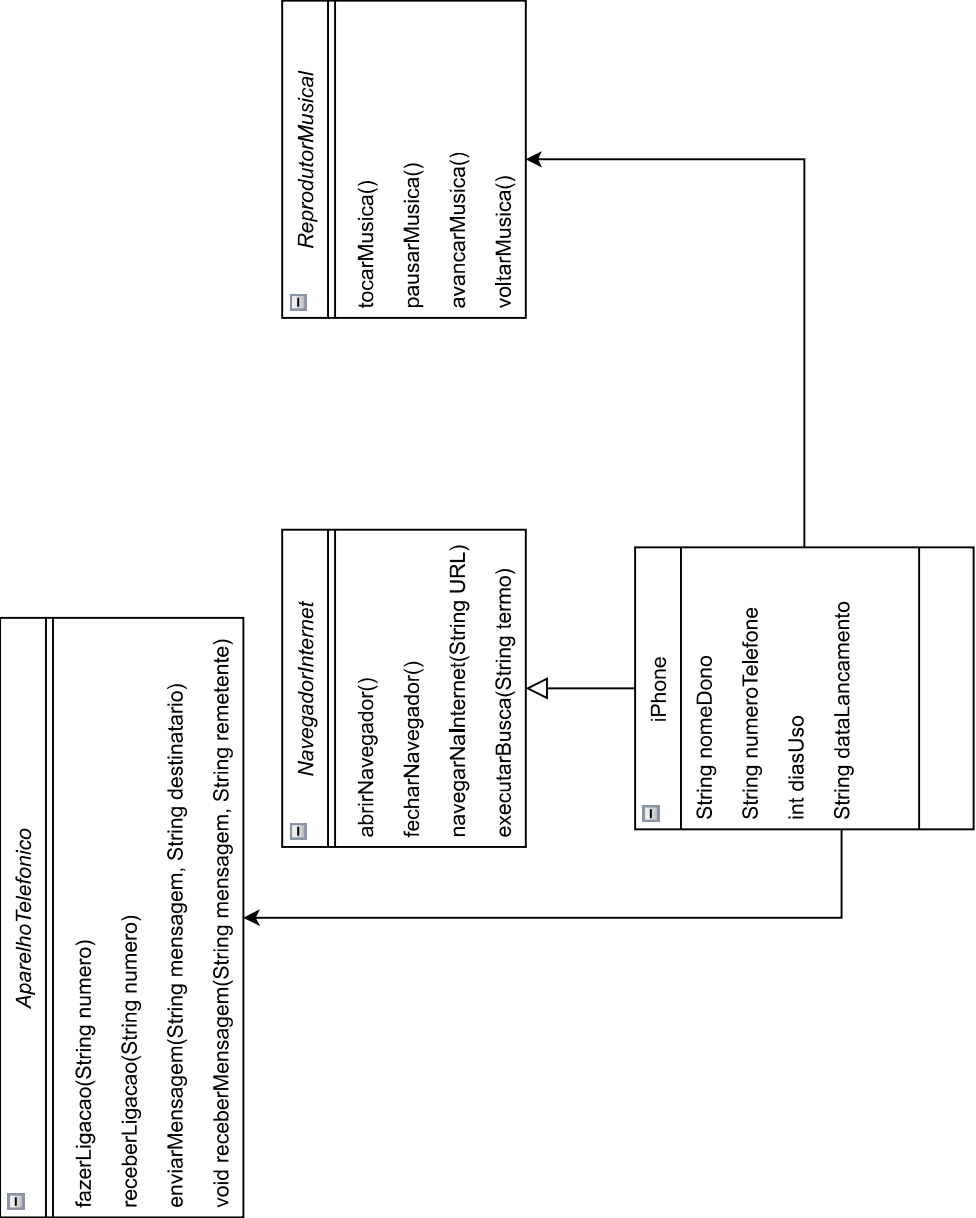 AparelhoTelefonico
fazerLigacao(String numero)
receberLigacao(String numero)
enviarMensagem(String mensagem, String destinatario)
void receberMensagem(String mensagem, String remetente)
NavegadorInternet
abrirNavegador()
fecharNavegador()
navegarNaInternet(String URL)
executarBusca(String termo)
ReprodutorMusical
tocarMusica()
pausarMusica()
avancarMusica()
voltarMusica()
iPhone
String nomeDono
String numeroTelefone
int diasUso
String dataLancamento